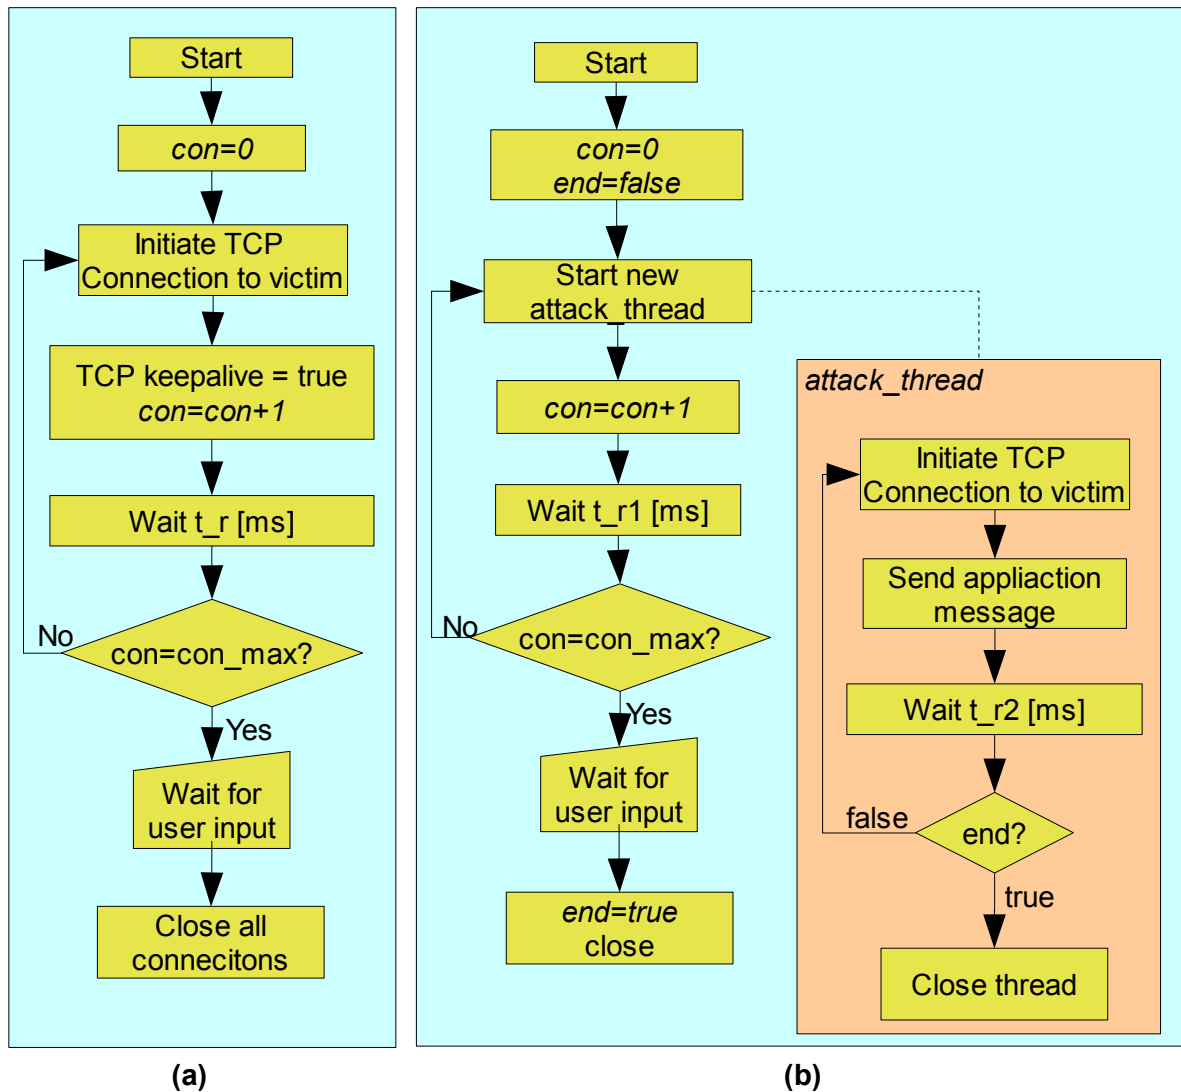 Start
con=0
Initiate TCP
Connection to victim
TCP keepalive = true
con=con+1
Wait t_r [ms]
No
con=con_max?
Yes
Wait for
user input
Close all
connecitons
(a)
Start
con=0
end=false
Start new
attack_thread
con=con+1
Wait t_r1 [ms]
No
con=con_max?
Yes
Wait for
user input
end=true
close
attack_thread
Initiate TCP
Connection to victim
Send appliaction
message
Wait t_r2 [ms]
false
end?
true
Close thread
(b)